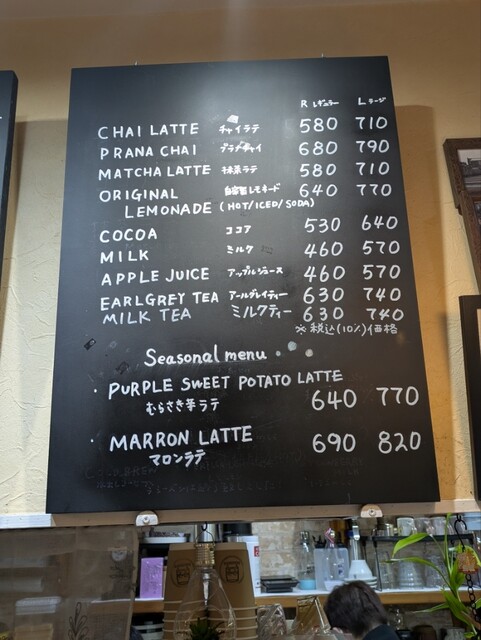 R レギュラー L ラージ
CHAI LATTE チャイラテ 580 710
PRANA CHAI プラナチャイ 680 790
MATCHA LATTE 抹茶ラテ 580 710
ORIGINAL 自家製レモネード 640 770
LEMONADE (HOT/ICED/SODA)
COCOA ココア 530 640
MILK ミルク 460 570
APPLE JUICE アップルジュース 460 570
EARLGREY TEA アールグレイティー 630 740
MILK TEA ミルクティー 630 740
※税込(10%)価格
Seasonal menu
・PURPLE SWEET POTATO LATTE
むらさき芋ラテ 640 770
・MARRON LATTE 690 820
マロンラテ